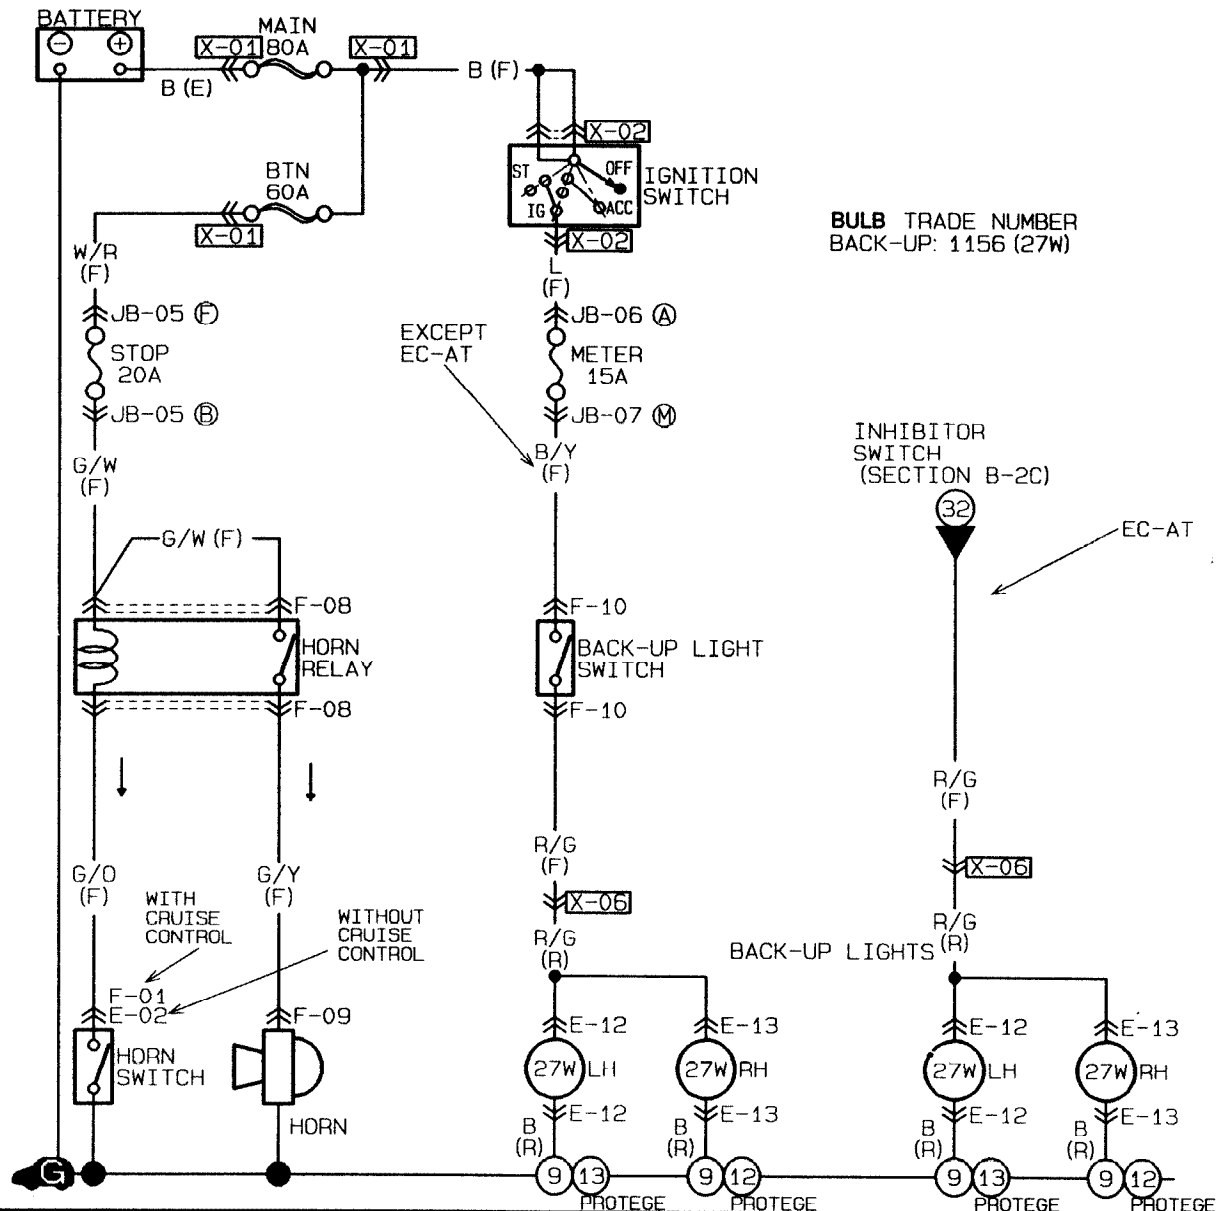 BATTERY
- +
B (E)
X-01
MAIN
80A
X-01
B (F)
X-02
ST
OFF
IG
ACC
IGNITION
SWITCH
X-02
BTN
60A
X-01
W/R
(F)
L
(F)
BULB TRADE NUMBER
BACK-UP: 1156 (27W)
JB-05 F
STOP
20A
JB-05 B
G/W
(F)
EXCEPT
EC-AT
JB-06 A
METER
15A
JB-07 M
B/Y
(F)
INHIBITOR
SWITCH
(SECTION B-2C)
32
EC-AT
G/W (F)
F-08
HORN
RELAY
F-08
F-10
BACK-UP LIGHT
SWITCH
F-10
R/G
(F)
G/O
(F)
G/Y
(F)
R/G
(F)
X-06
WITH
CRUISE
CONTROL
WITHOUT
CRUISE
CONTROL
X-06
R/G
(R)
R/G
(R)
BACK-UP LIGHTS
F-01
E-02
F-09
E-12
E-13
E-12
E-13
HORN
SWITCH
27W LH
27W RH
27W LH
27W RH
HORN
E-12
E-13
E-12
E-13
B
(R)
B
(R)
B
(R)
B
(R)
G
9 13
9 12
9 13
9 12
PROTEGE
PROTEGE
PROTEGE
PROTEGE